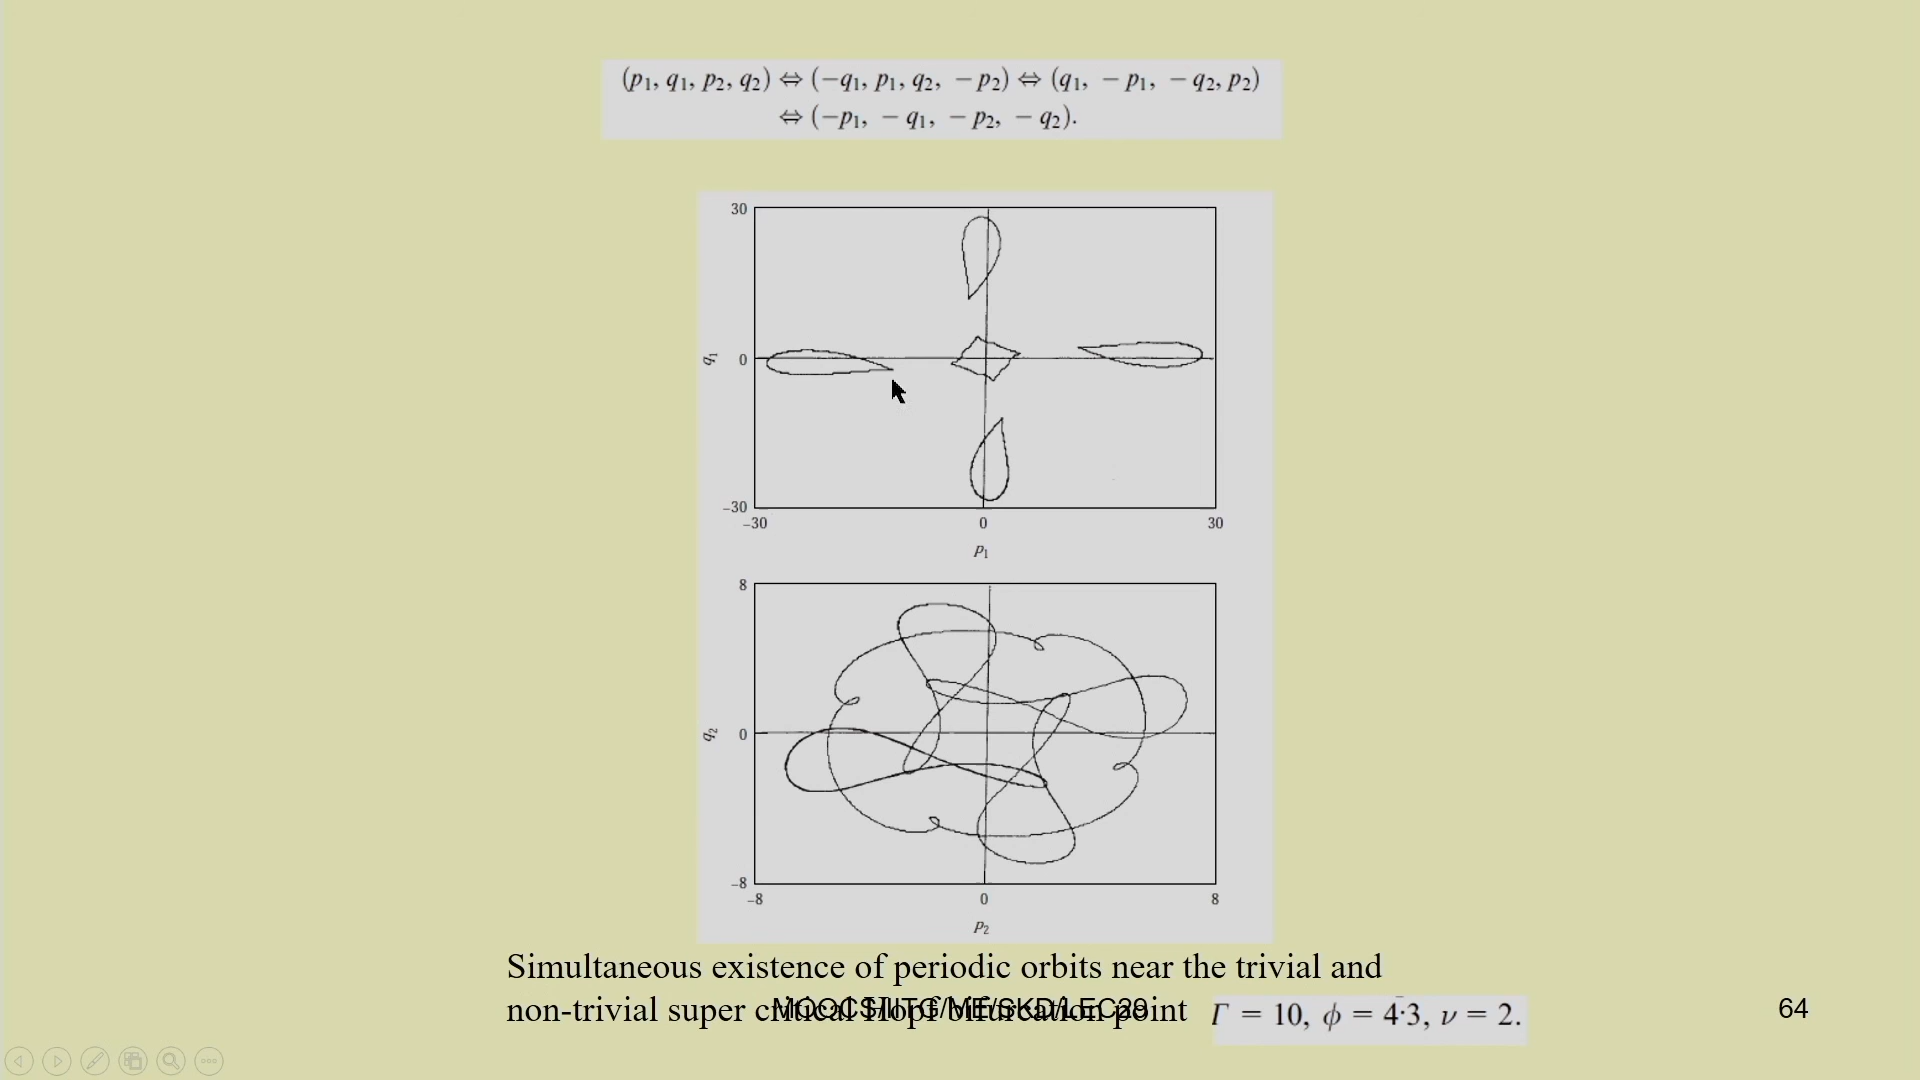 (p1, q1, p2, q2) ⇔ (−q1, p1, q2, −p2) ⇔ (q1, −p1, −q2, p2)
⇔ (−p1, −q1, −p2, −q2).
30
q1
0
−30
−30
0
30
p1
8
q2
0
−8
−8
0
8
p2
Simultaneous existence of periodic orbits near the trivial and
non-trivial super critical Hopf bifurcation point
MOOCS/IITG/ME/SKD/LEC29
Γ = 10, ϕ = 4·3, ν = 2.
64